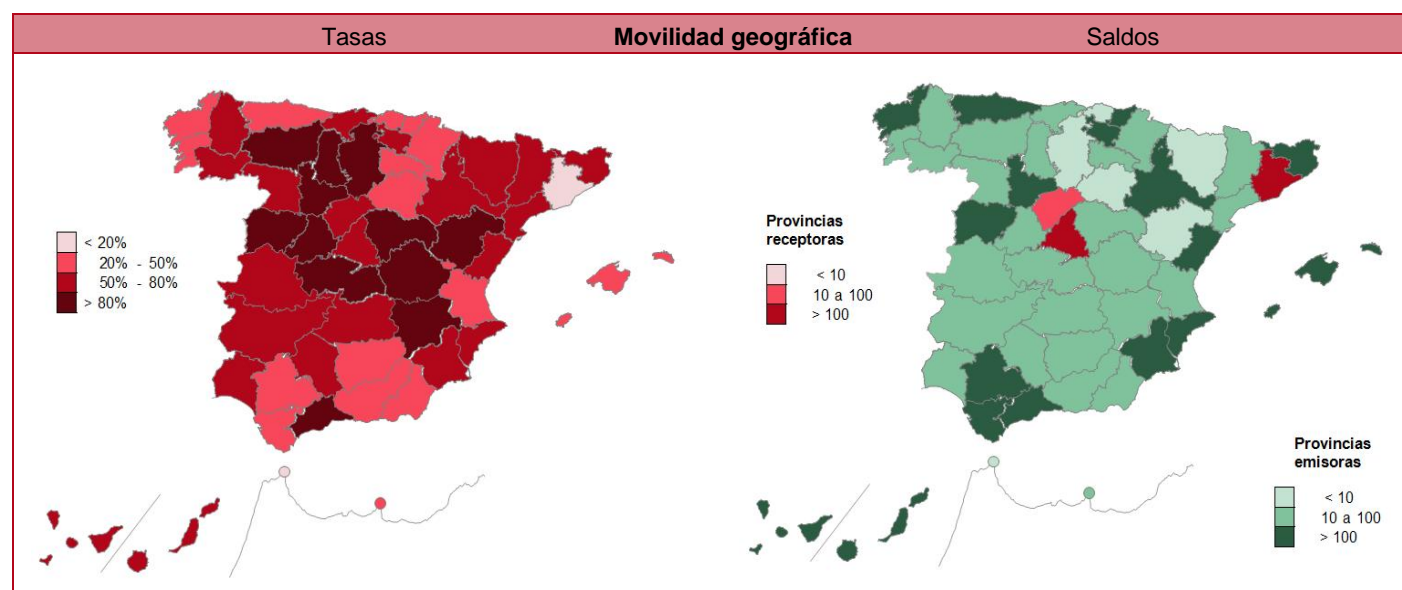 Tasas Movilidad geográfica Saldos
< 20%
20% - 50%
50% - 80%
> 80%
Provincias
receptoras
< 10
10 a 100
> 100
Provincias
emisoras
< 10
10 a 100
> 100